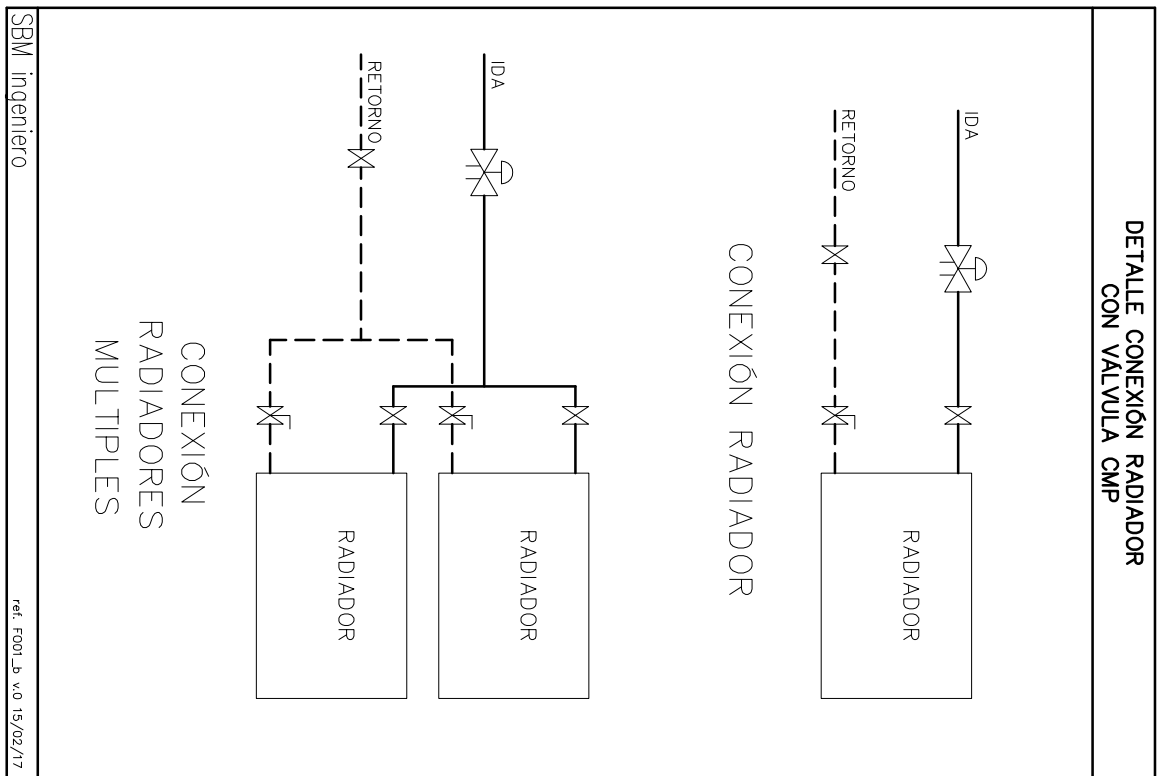 DETALLE CONEXIÓN RADIADOR
CON VÁLVULA CMP
IDA
RETORNO
RADIADOR
CONEXIÓN RADIADOR
IDA
RETORNO
RADIADOR
RADIADOR
CONEXIÓN
RADIADORES
MULTIPLES
SBM ingeniero
ref. F001_b v.0 15/02/17